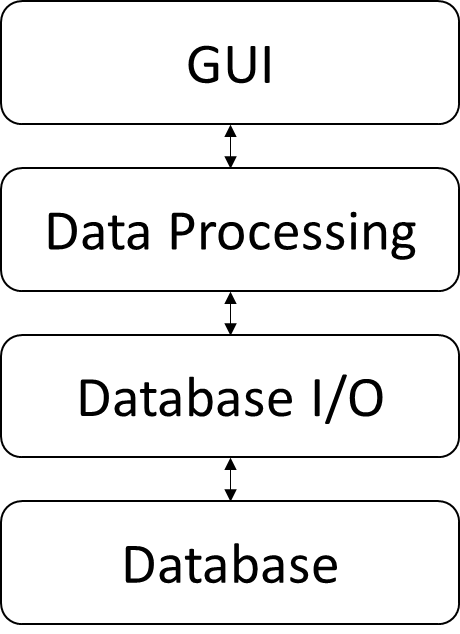 GUI
Data Processing
Database I/O
Database